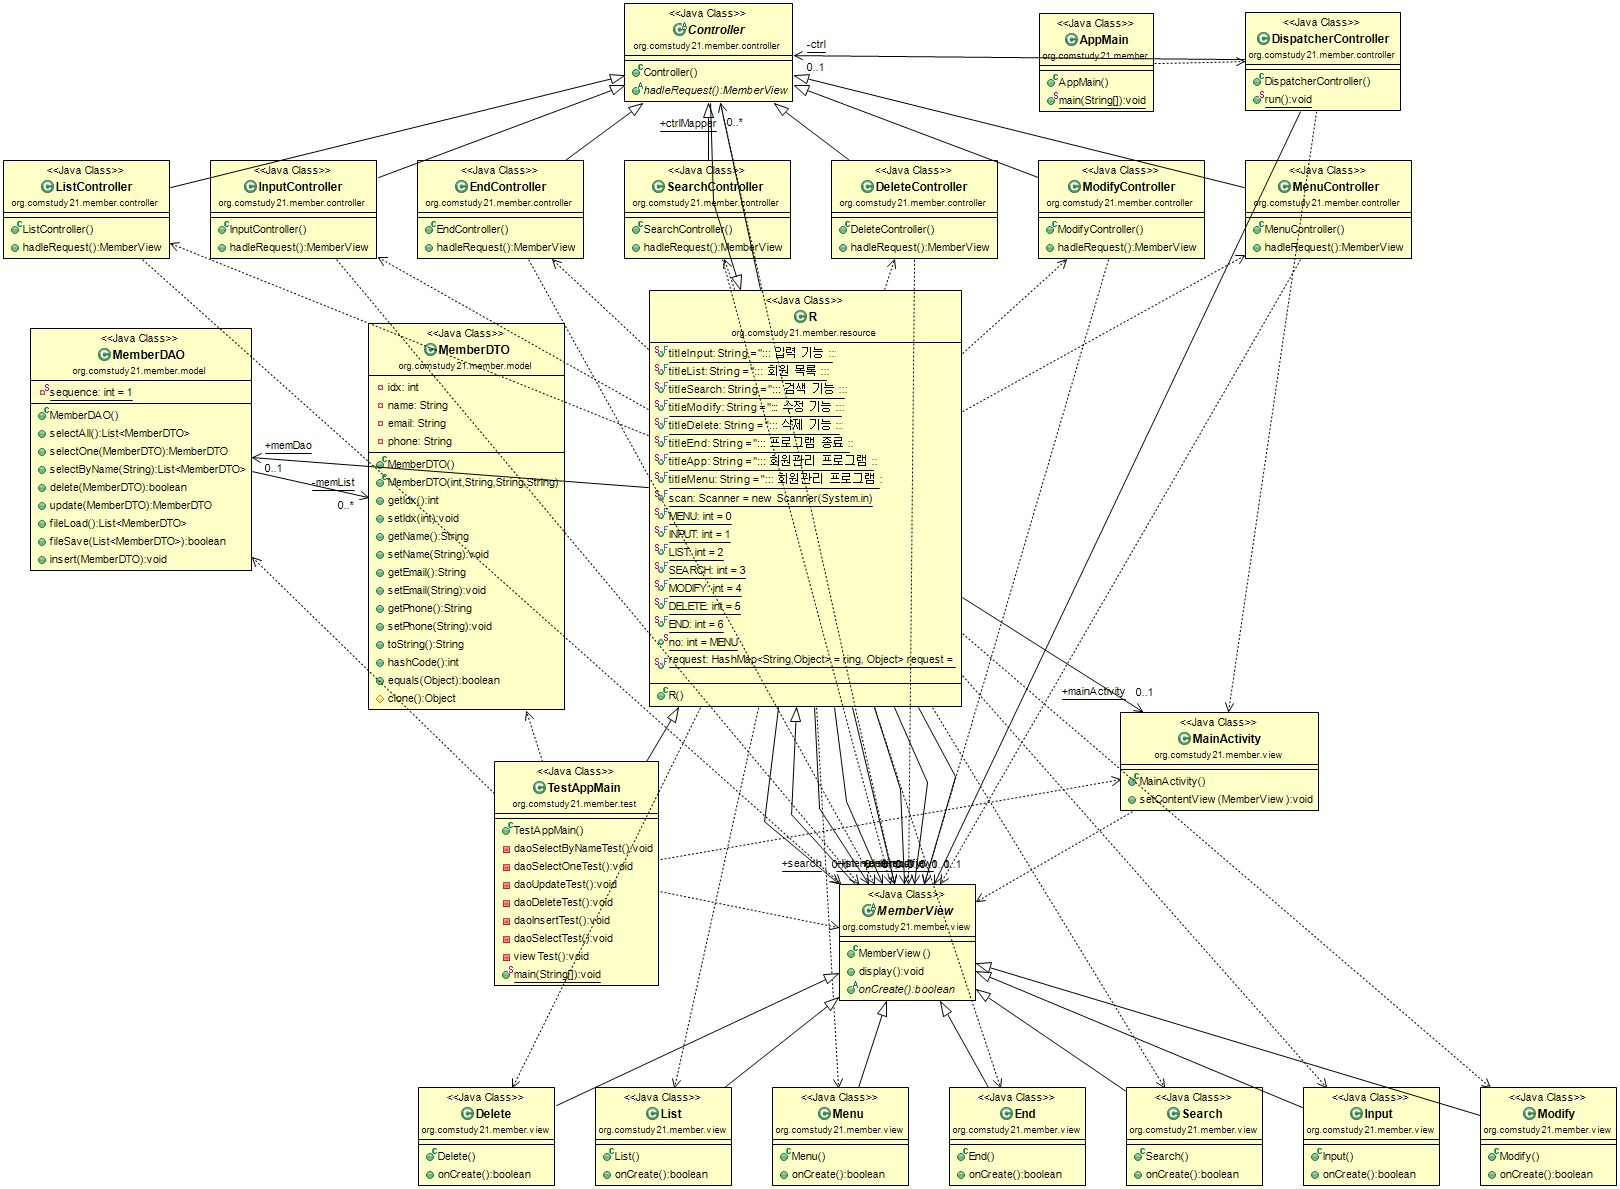 <<Java Class>>
Controller
org.comstudy21.member.controller
Controller()
hadleRequest():MemberView
<<Java Class>>
AppMain
org.comstudy21.member
AppMain()
main(String[]):void
<<Java Class>>
DispatcherController
org.comstudy21.member.controller
DispatcherController()
run():void
-ctrl
0..1
+ctrlMapper
0..*
<<Java Class>>
ListController
org.comstudy21.member.controller
ListController()
hadleRequest():MemberView
<<Java Class>>
InputController
org.comstudy21.member.controller
InputController()
hadleRequest():MemberView
<<Java Class>>
EndController
org.comstudy21.member.controller
EndController()
hadleRequest():MemberView
<<Java Class>>
SearchController
org.comstudy21.member.controller
SearchController()
hadleRequest():MemberView
<<Java Class>>
DeleteController
org.comstudy21.member.controller
DeleteController()
hadleRequest():MemberView
<<Java Class>>
ModifyController
org.comstudy21.member.controller
ModifyController()
hadleRequest():MemberView
<<Java Class>>
MenuController
org.comstudy21.member.controller
MenuController()
hadleRequest():MemberView
<<Java Class>>
MemberDAO
org.comstudy21.member.model
sequence: int = 1
MemberDAO()
selectAll():List<MemberDTO>
selectOne(MemberDTO):MemberDTO
selectByName(String):List<MemberDTO>
delete(MemberDTO):boolean
update(MemberDTO):MemberDTO
fileLoad():List<MemberDTO>
fileSave(List<MemberDTO>):boolean
insert(MemberDTO):void
+memDao
0..1
-memList
0..*
<<Java Class>>
MemberDTO
org.comstudy21.member.model
idx: int
name: String
email: String
phone: String
MemberDTO()
MemberDTO(int,String,String,String)
getIdx():int
setIdx(int):void
getName():String
setName(String):void
getEmail():String
setEmail(String):void
getPhone():String
setPhone(String):void
toString():String
hashCode():int
equals(Object):boolean
clone():Object
<<Java Class>>
R
org.comstudy21.member.resource
titleInput: String = "::: 입력 기능 :::
titleList: String = "::: 회원 목록 :::
titleSearch: String = "::: 검색 기능 :::
titleModify: String = "::: 수정 기능 :::
titleDelete: String = "::: 삭제 기능 :::
titleEnd: String = "::: 프로그램 종료 ::
titleApp: String = "::: 회원관리 프로그램 ::
titleMenu: String = "::: 회원관리 프로그램 :
scan: Scanner = new Scanner(System.in)
MENU: int = 0
INPUT: int = 1
LIST: int = 2
SEARCH: int = 3
MODIFY: int = 4
DELETE: int = 5
END: int = 6
no: int = MENU
request: HashMap<String,Object> = ring, Object> request =
R()
+mainActivity
0..1
<<Java Class>>
MainActivity
org.comstudy21.member.view
MainActivity()
setContentView(MemberView):void
<<Java Class>>
TestAppMain
org.comstudy21.member.test
TestAppMain()
daoSelectByNameTest():void
daoSelectOneTest():void
daoUpdateTest():void
daoDeleteTest():void
daoInsertTest():void
daoSelectTest():void
viewTest():void
main(String[]):void
+search
0..1
<<Java Class>>
MemberView
org.comstudy21.member.view
MemberView()
display():void
onCreate():boolean
<<Java Class>>
Delete
org.comstudy21.member.view
Delete()
onCreate():boolean
<<Java Class>>
List
org.comstudy21.member.view
List()
onCreate():boolean
<<Java Class>>
Menu
org.comstudy21.member.view
Menu()
onCreate():boolean
<<Java Class>>
End
org.comstudy21.member.view
End()
onCreate():boolean
<<Java Class>>
Search
org.comstudy21.member.view
Search()
onCreate():boolean
<<Java Class>>
Input
org.comstudy21.member.view
Input()
onCreate():boolean
<<Java Class>>
Modify
org.comstudy21.member.view
Modify()
onCreate():boolean